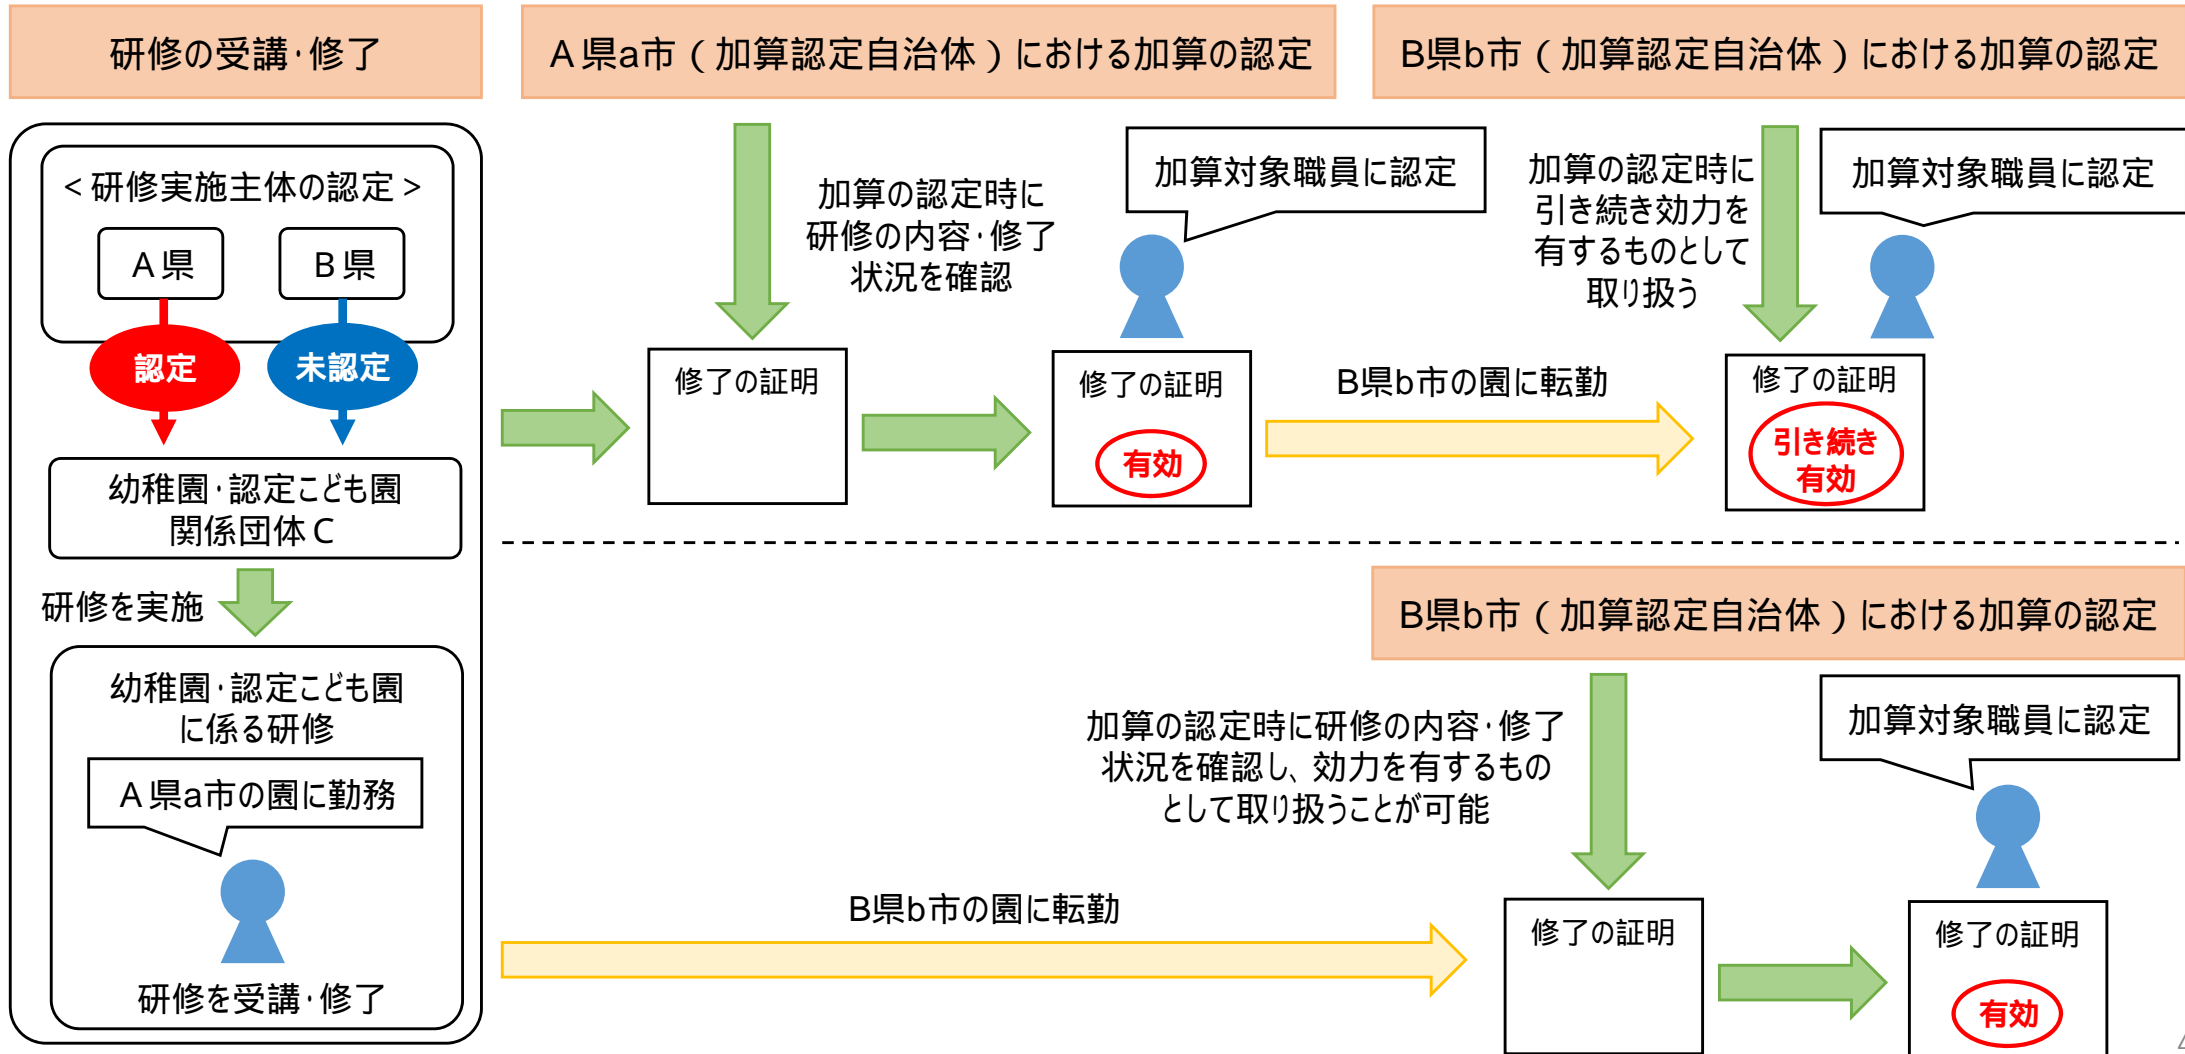 研修の受講・修了
A県a市（加算認定自治体）における加算の認定
B県b市（加算認定自治体）における加算の認定
＜研修実施主体の認定＞
A県
B県
認定
未認定
幼稚園・認定こども園
関係団体C
研修を実施
幼稚園・認定こども園
に係る研修
A県a市の園に勤務
研修を受講・修了
加算の認定時に
研修の内容・修了
状況を確認
加算対象職員に認定
修了の証明
修了の証明
有効
B県b市の園に転勤
加算の認定時に
引き続き効力を
有するものとして
取り扱う
加算対象職員に認定
修了の証明
引き続き
有効
B県b市（加算認定自治体）における加算の認定
加算の認定時に研修の内容・修了
状況を確認し、効力を有するもの
として取り扱うことが可能
加算対象職員に認定
B県b市の園に転勤
修了の証明
修了の証明
有効